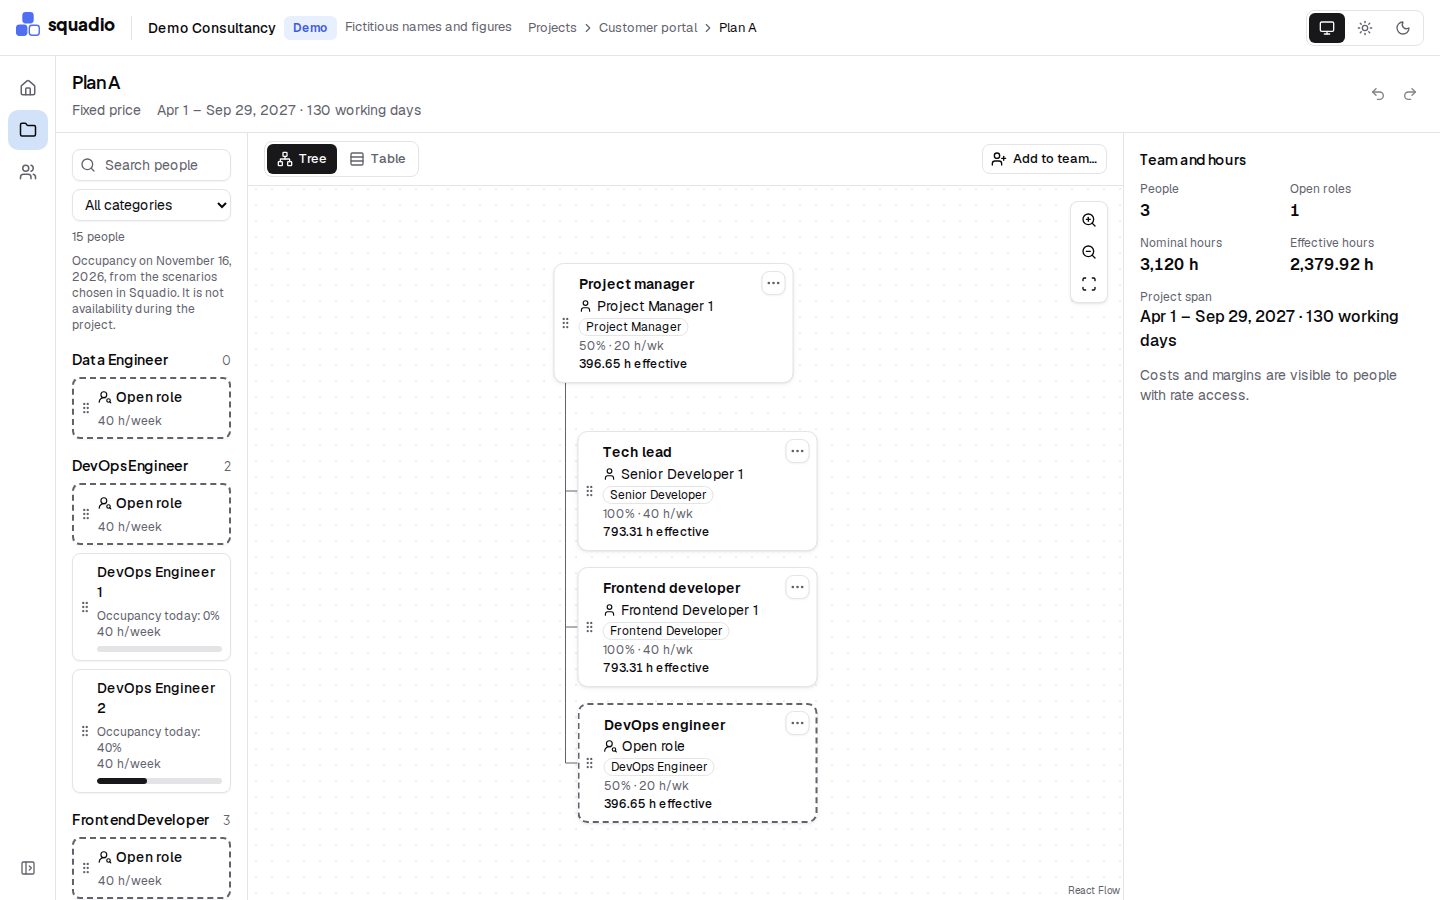 squadio
Demo Consultancy
Demo
Fictitious names and figures
Projects > Customer portal > Plan A
Plan A
Fixed price
Apr 1 – Sep 29, 2027 · 130 working days
Search people
All categories
15 people
Occupancy on November 16,
2026, from the scenarios
chosen in Squadio. It is not
availability during the
project.
Data Engineer 0
Open role
40 h/week
DevOps Engineer 2
Open role
40 h/week
DevOps Engineer
1
Occupancy today: 0%
40 h/week
DevOps Engineer
2
Occupancy today:
40%
40 h/week
Frontend Developer 3
Open role
40 h/week
Tree
Table
Add to team...
Project manager
Project Manager 1
Project Manager
50% · 20 h/wk
396.65 h effective
Tech lead
Senior Developer 1
Senior Developer
100% · 40 h/wk
793.31 h effective
Frontend developer
Frontend Developer 1
Frontend Developer
100% · 40 h/wk
793.31 h effective
DevOps engineer
Open role
DevOps Engineer
50% · 20 h/wk
396.65 h effective
React Flow
Team and hours
People
3
Open roles
1
Nominal hours
3,120 h
Effective hours
2,379.92 h
Project span
Apr 1 – Sep 29, 2027 · 130 working
days
Costs and margins are visible to people
with rate access.